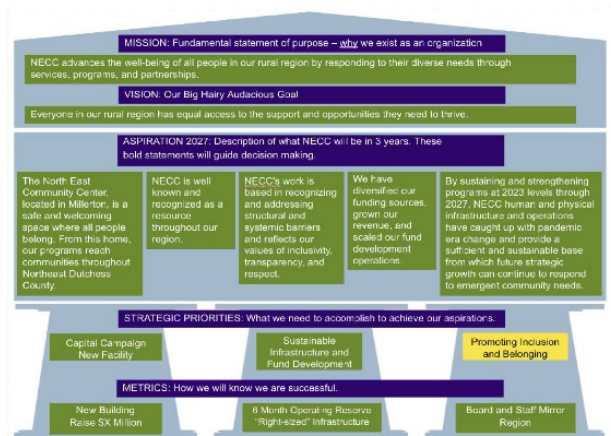 MISSION: Fundamental statement of purpose – why we exist as an organization
NECC advances the well-being of all people in our rural region by responding to their diverse needs through
services, programs, and partnerships.
VISION: Our Big Hairy Audacious Goal
Everyone in our rural region has equal access to the support and opportunities they need to thrive.
ASPIRATION 2027: Description of what NECC will be in 3 years. These
bold statements will guide decision making.
The North East
Community Center,
located in Millerton, is a
safe and welcoming
space where all people
belong. From this home,
our programs reach
communities throughout
Northeast Dutchess
County.
NECC is well
known and
recognized as a
resource
throughout our
region.
NECC's work is
based in recognizing
and addressing
structural and
systemic barriers
and reflects our
values of inclusivity,
transparency, and
respect.
We have
diversified our
funding sources,
grown our
revenue, and
scaled our fund
development
operations.
By sustaining and strengthening
programs at 2023 levels through
2027, NECC human and physical
infrastructure and operations
have caught up with pandemic
era change and provide a
sufficient and sustainable base
from which future strategic
growth can continue to respond
to emergent community needs.
STRATEGIC PRIORITIES: What we need to accomplish to achieve our aspirations.
Capital Campaign
New Facility
Sustainable
Infrastructure and
Fund Development
Promoting Inclusion
and Belonging
METRICS: How we will know we are successful.
New Building
Raise $X Million
6 Month Operating Reserve
"Right-sized" Infrastructure
Board and Staff Mirror
Region